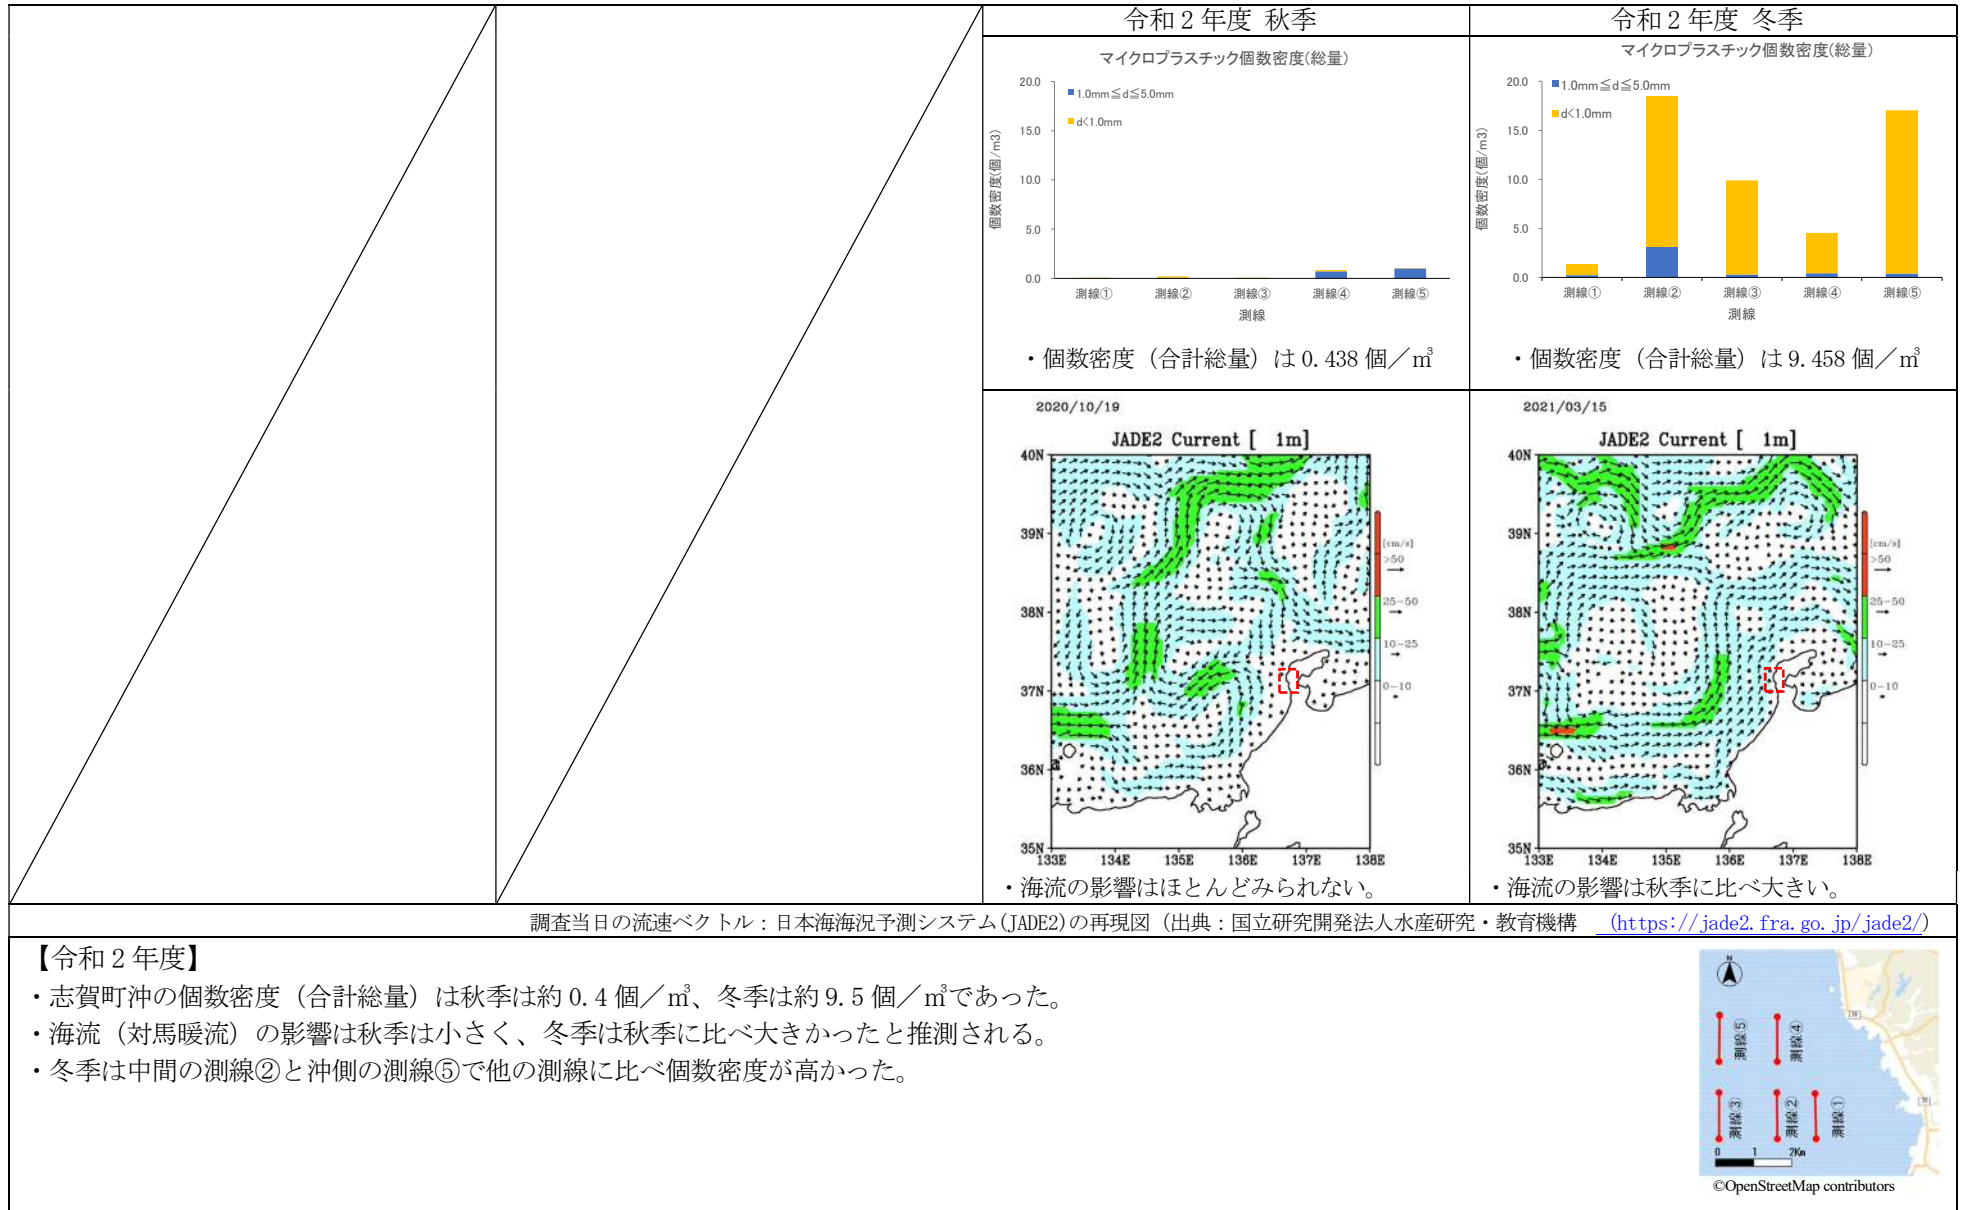 令和２年度 秋季
マイクロプラスチック個数密度(総量)
個数密度(個/m3)
20.0
15.0
10.0
5.0
0.0
1.0mm≦d≦5.0mm
d<1.0mm
測線① 測線② 測線③ 測線④ 測線⑤
測線
・個数密度（合計総量）は 0.438 個／㎥
令和２年度 冬季
マイクロプラスチック個数密度(総量)
個数密度(個/m3)
20.0
15.0
10.0
5.0
0.0
1.0mm≦d≦5.0mm
d<1.0mm
測線① 測線② 測線③ 測線④ 測線⑤
測線
・個数密度（合計総量）は 9.458 個／㎥
2020/10/19
JADE2 Current [ 1m]
40N
39N
38N
37N
36N
35N
133E 134E 135E 136E 137E 138E
[cm/s]
>50
25-50
10-25
0-10
・海流の影響はほとんどみられない。
2021/03/15
JADE2 Current [ 1m]
40N
39N
38N
37N
36N
35N
133E 134E 135E 136E 137E 138E
[cm/s]
>50
25-50
10-25
0-10
・海流の影響は秋季に比べ大きい。
調査当日の流速ベクトル：日本海海況予測システム(JADE2)の再現図（出典：国立研究開発法人水産研究・教育機構 (https://jade2.fra.go.jp/jade2/)
【令和２年度】
・志賀町沖の個数密度（合計総量）は秋季は約 0.4 個／㎥、冬季は約 9.5 個／㎥であった。
・海流（対馬暖流）の影響は秋季は小さく、冬季は秋季に比べ大きかったと推測される。
・冬季は中間の測線②と沖側の測線⑤で他の測線に比べ個数密度が高かった。
N
測線⑤
測線④
測線③
測線②
測線①
0 1 2Km
©OpenStreetMap contributors